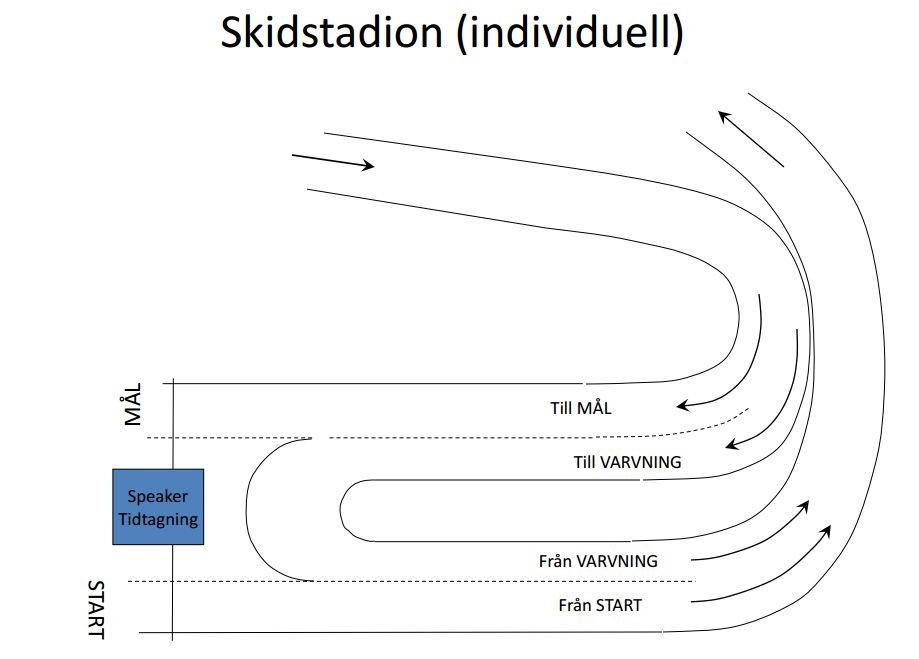 Skidstadion (individuell)
MÅL
Till MÅL
Till VARVNING
Speaker
Tidtagning
Från VARVNING
START
Från START